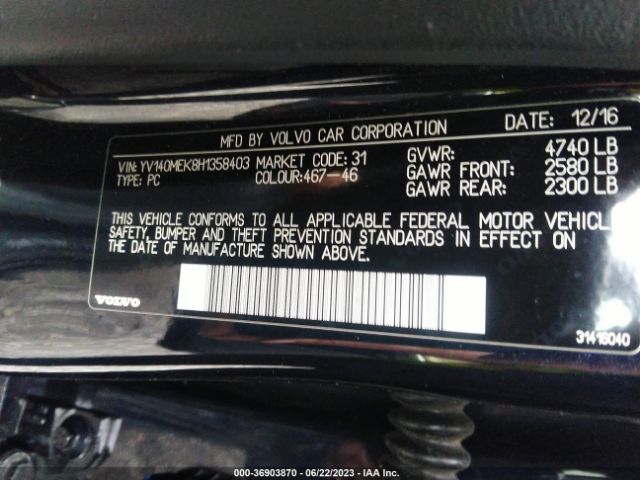 MFD BY VOLVO CAR CORPORATION DATE: 12/16
VIN: YV140MEK8H1358403 MARKET CODE: 31 GVWR: 4740 LB
TYPE: PC COLOUR:467-46 GAWR FRONT: 2580 LB
GAWR REAR: 2300 LB
THIS VEHICLE CONFORMS TO ALL APPLICABLE FEDERAL MOTOR VEHICLE
SAFETY, BUMPER AND THEFT PREVENTION STANDARDS IN EFFECT ON
THE DATE OF MANUFACTURE SHOWN ABOVE.
VOLVO
31416040
000-36903870 - 06/22/2023 - IAA Inc.